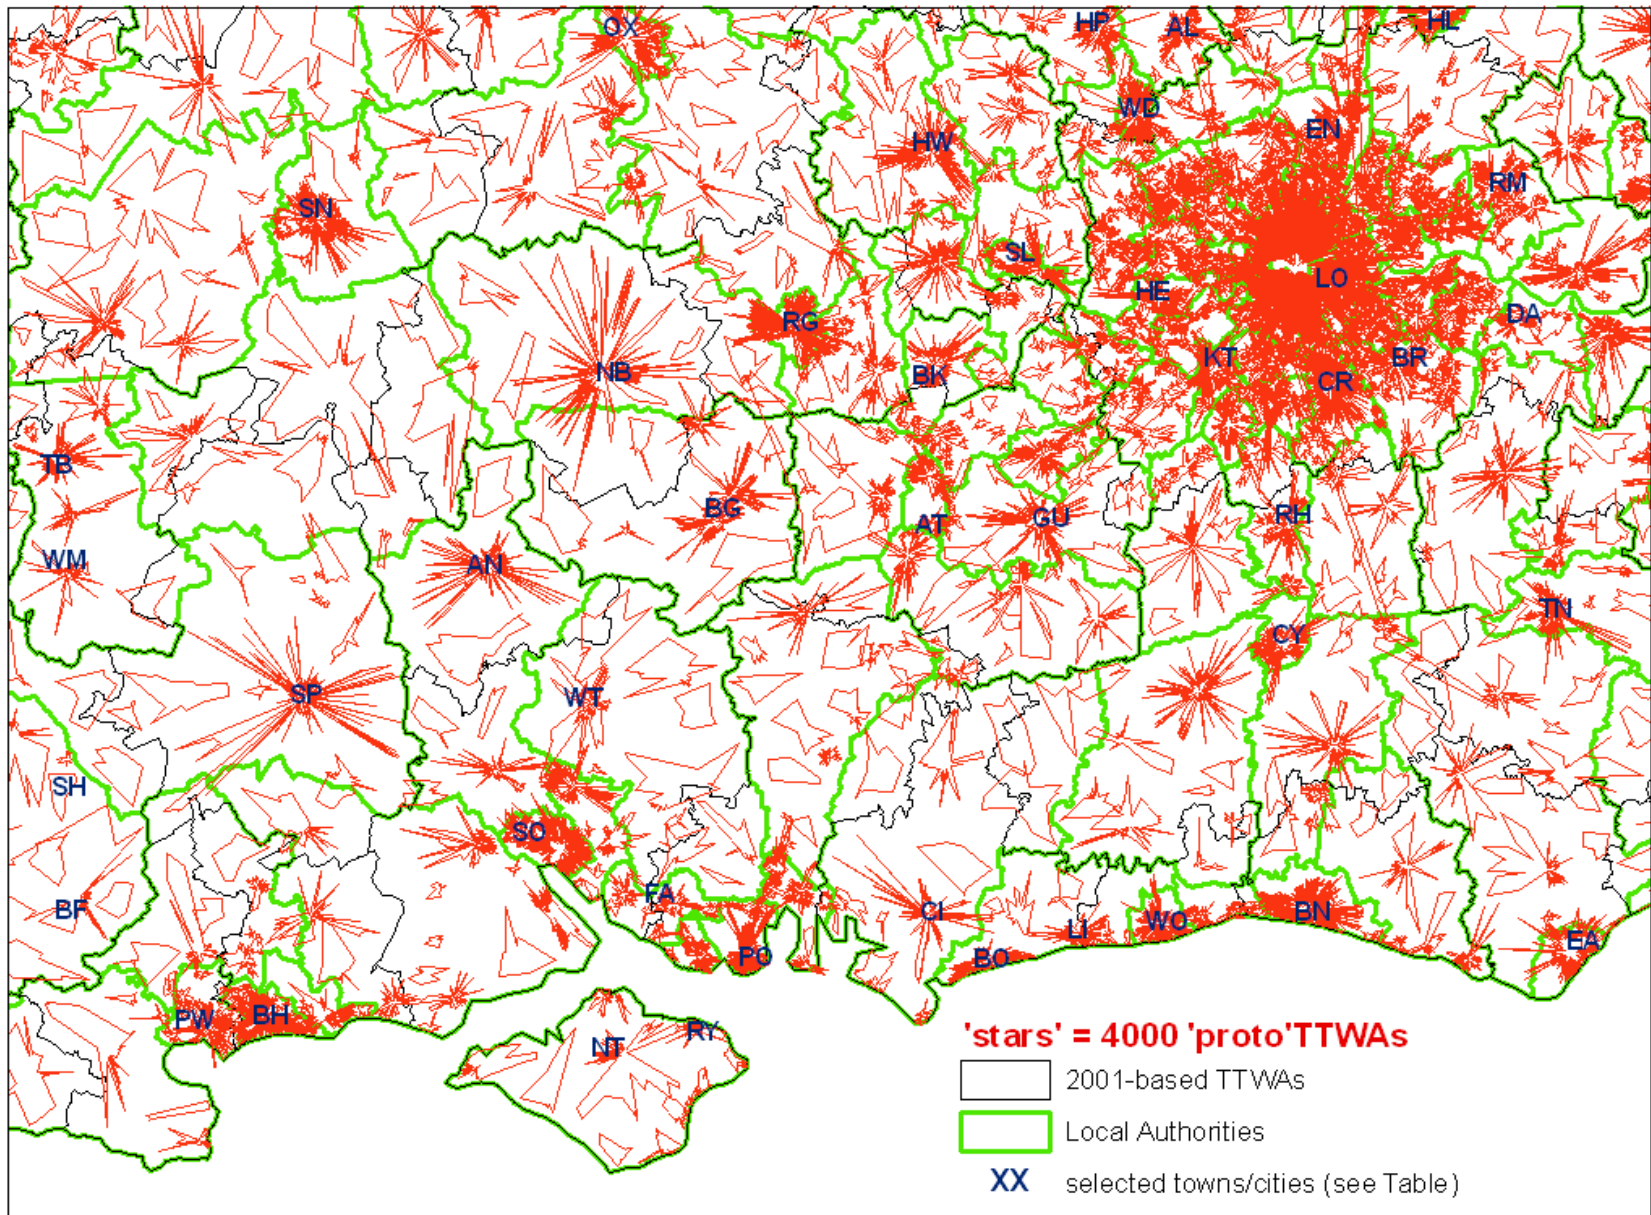 OX
HP
AL
HL
WD
EN
HW
RM
SN
SL
LO
HE
DA
RG
KT
BR
NB
BK
CR
TB
BG
AT
GU
RH
WM
AN
TN
CY
SP
WT
SH
SO
FA
BF
CI
LI
WO
BN
EA
PO
BO
PW
BH
NT
RY
'stars' = 4000 'proto'TTWAs
2001-based TTWAs
Local Authorities
XX selected towns/cities (see Table)